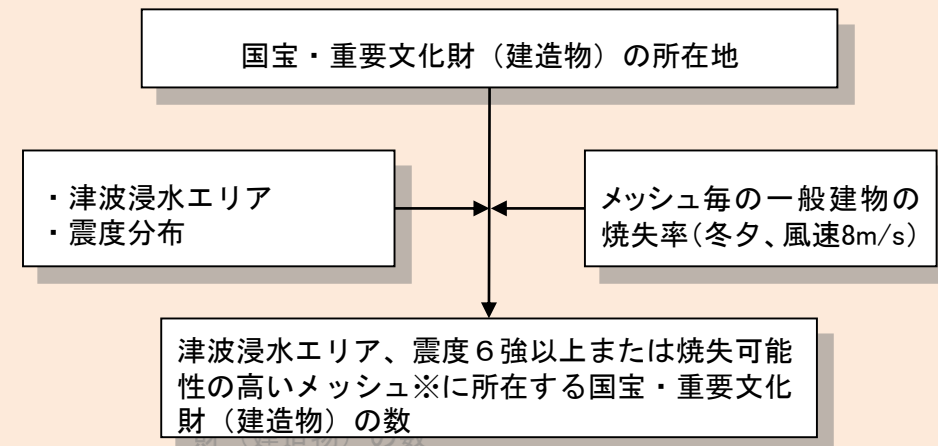 国宝・重要文化財（建造物）の所在地
・津波浸水エリア
・震度分布
メッシュ毎の一般建物の
焼失率（冬夕、風速8m/s）
津波浸水エリア、震度６強以上または焼失可能
性の高いメッシュ※に所在する国宝・重要文化
財（建造物）の数